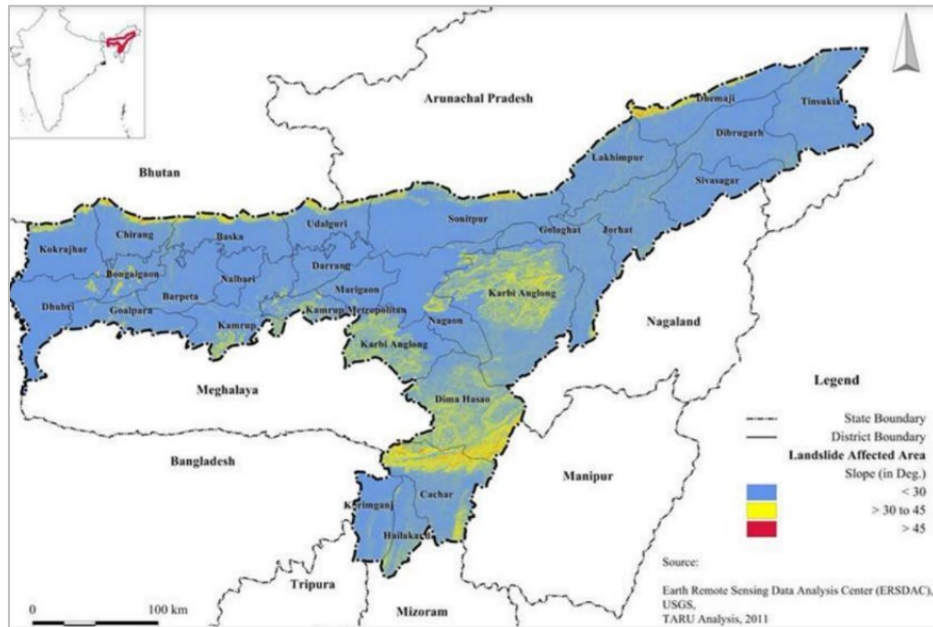 Arunachal Pradesh
Dhemaji
Tinsukia
Dibrugarh
Lakhimpur
Bhutan
Sivasagar
Udalguri
Sonitpur
Chirang
Baska
Golaghat
Jorhat
Kokrajhar
Darrang
Bongaigaon
Nalbari
Marigaon
Karbi Anglong
Barpeta
Dhubri
Goalpara
Kamrup Metropolitan
Nagaon
Nagaland
Kamrup
Karbi Anglong
Meghalaya
Dima Hasao
Bangladesh
Manipur
Cachar
Karimganj
Tripura
Mizoram
Legend
State Boundary
District Boundary
Landslide Affected Area
Slope (in Deg.)
< 30
> 30 to 45
> 45
Source:
Earth Remote Sensing Data Analysis Center (ERSDAC),
USGS,
TARU Analysis, 2011
0 100 km